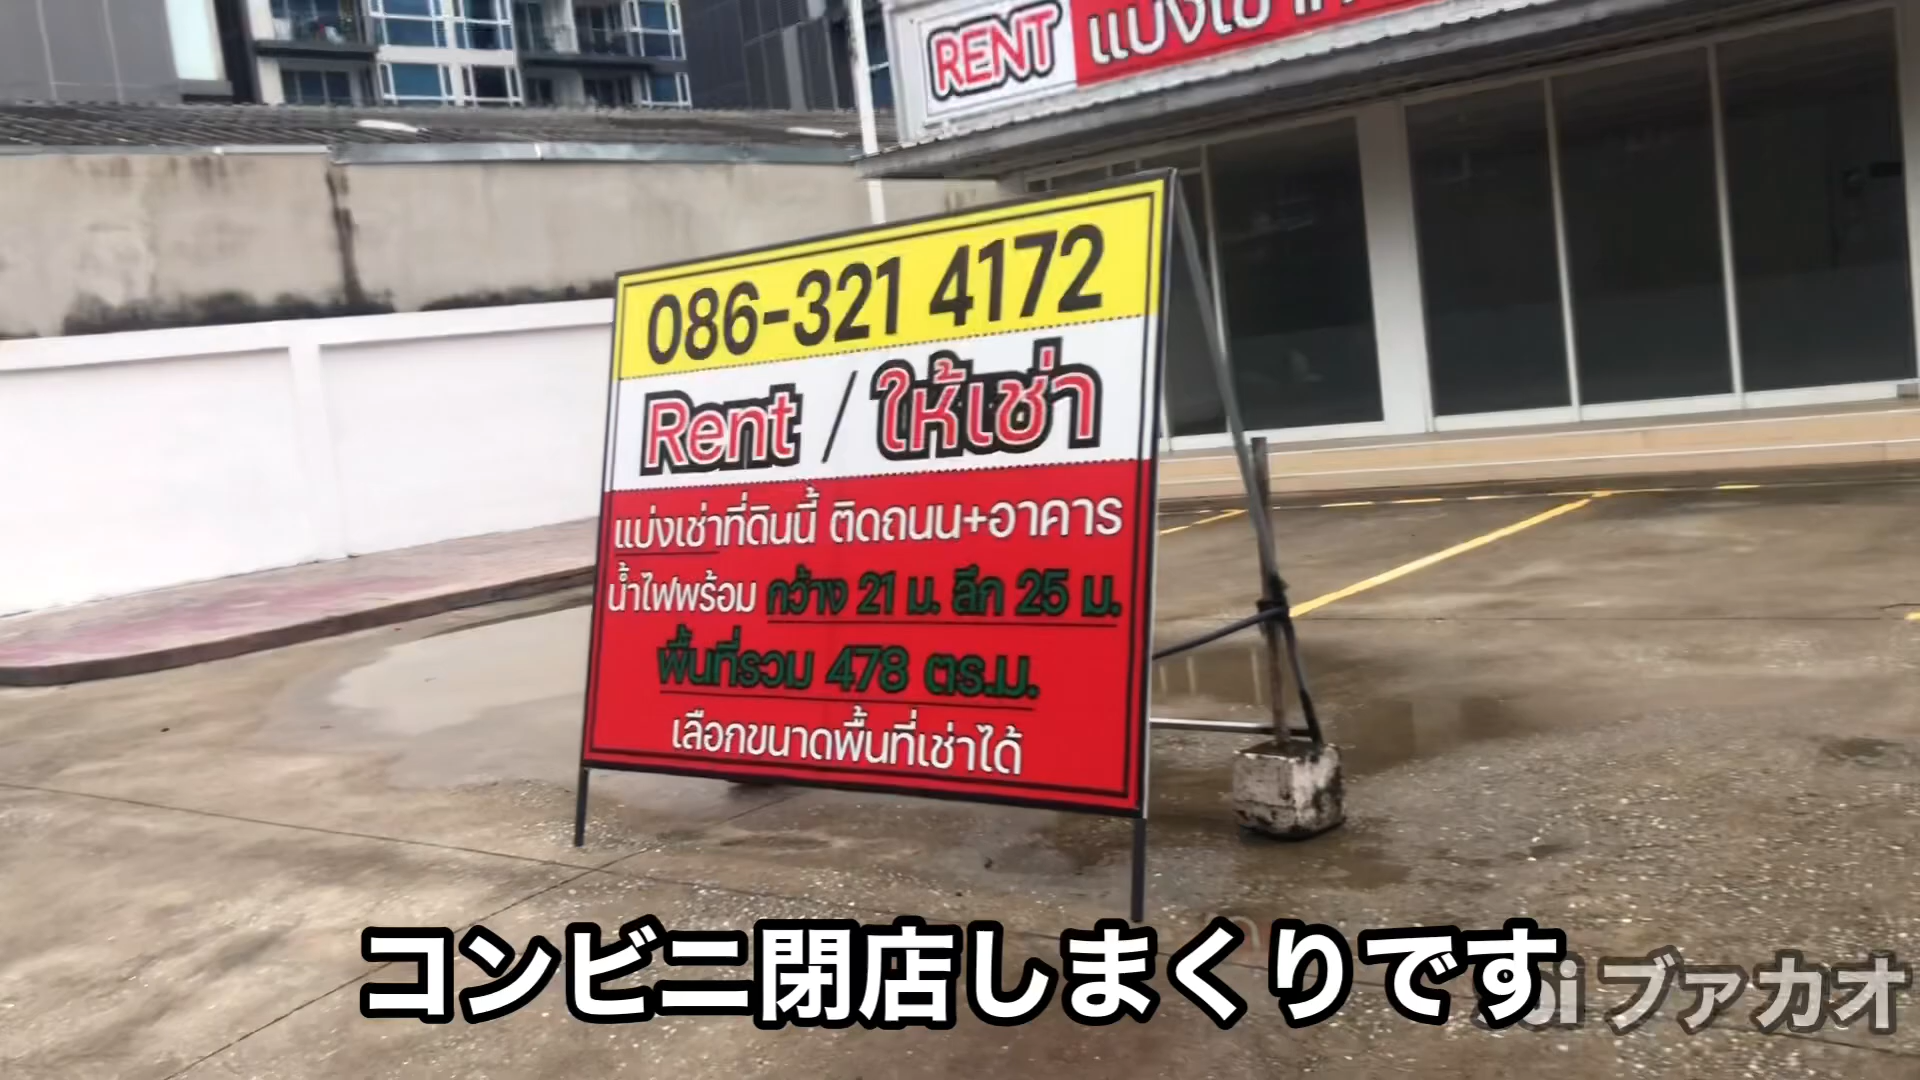 RENT
086-321 4172
Rent / ให้เช่า
แบ่งเช่าที่ดินนี้ ติดถนน+อาคาร
น้ำไฟพร้อม กว้าง 21 ม. ลึก 25 ม.
พื้นที่รวม 478 ตร.ม.
เลือกขนาดพื้นที่เช่าได้
コンビニ閉店しまくりです
Soi ブァカオ